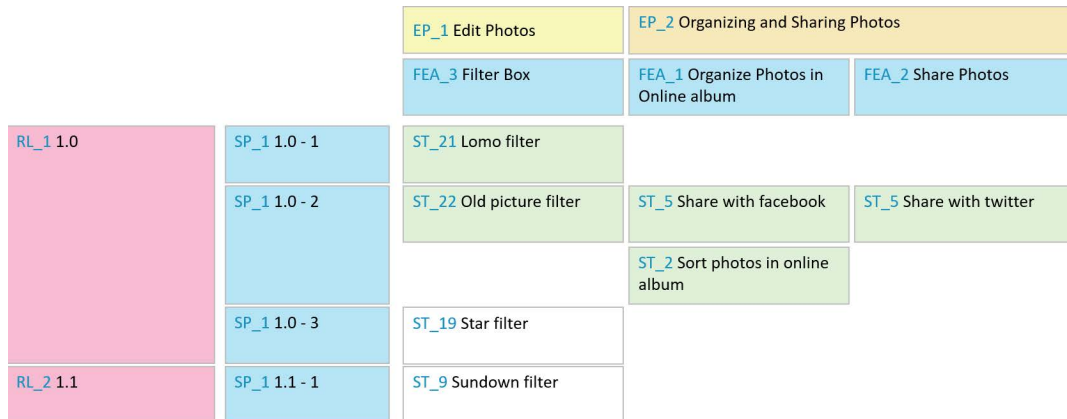 EP_1 Edit Photos
EP_2 Organizing and Sharing Photos
FEA_3 Filter Box
FEA_1 Organize Photos in
Online album
FEA_2 Share Photos
RL_1 1.0
SP_1 1.0 - 1
ST_21 Lomo filter
SP_1 1.0 - 2
ST_22 Old picture filter
ST_5 Share with facebook
ST_5 Share with twitter
ST_2 Sort photos in online
album
SP_1 1.0 - 3
ST_19 Star filter
RL_2 1.1
SP_1 1.1 - 1
ST_9 Sundown filter